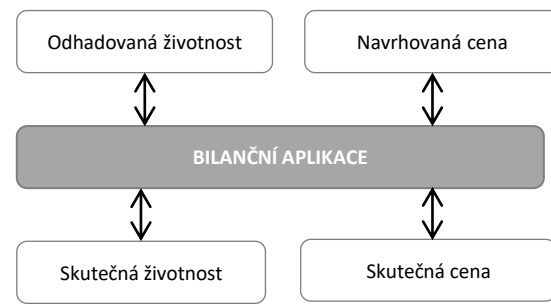 Odhadovaná životnost
Navrhovaná cena
BILANČNÍ APLIKACE
Skutečná životnost
Skutečná cena